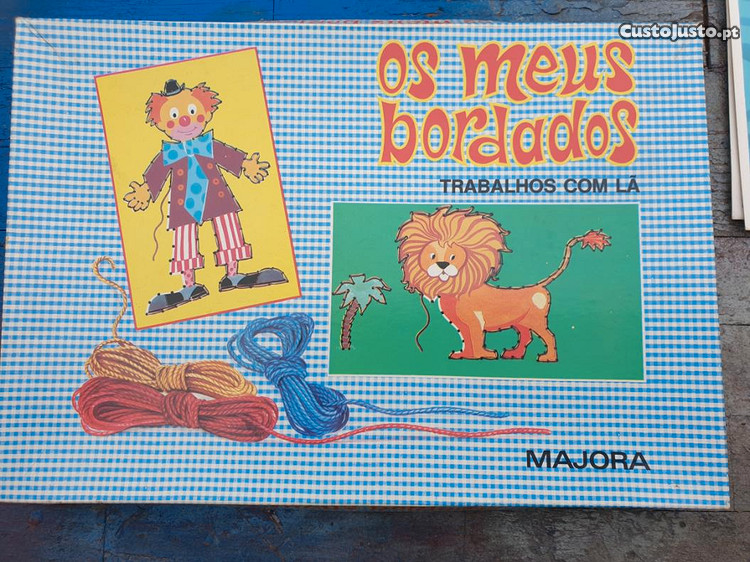 CustoJusto.pt
os meus
bordados
TRABALHOS COM LÃ
MAJORA